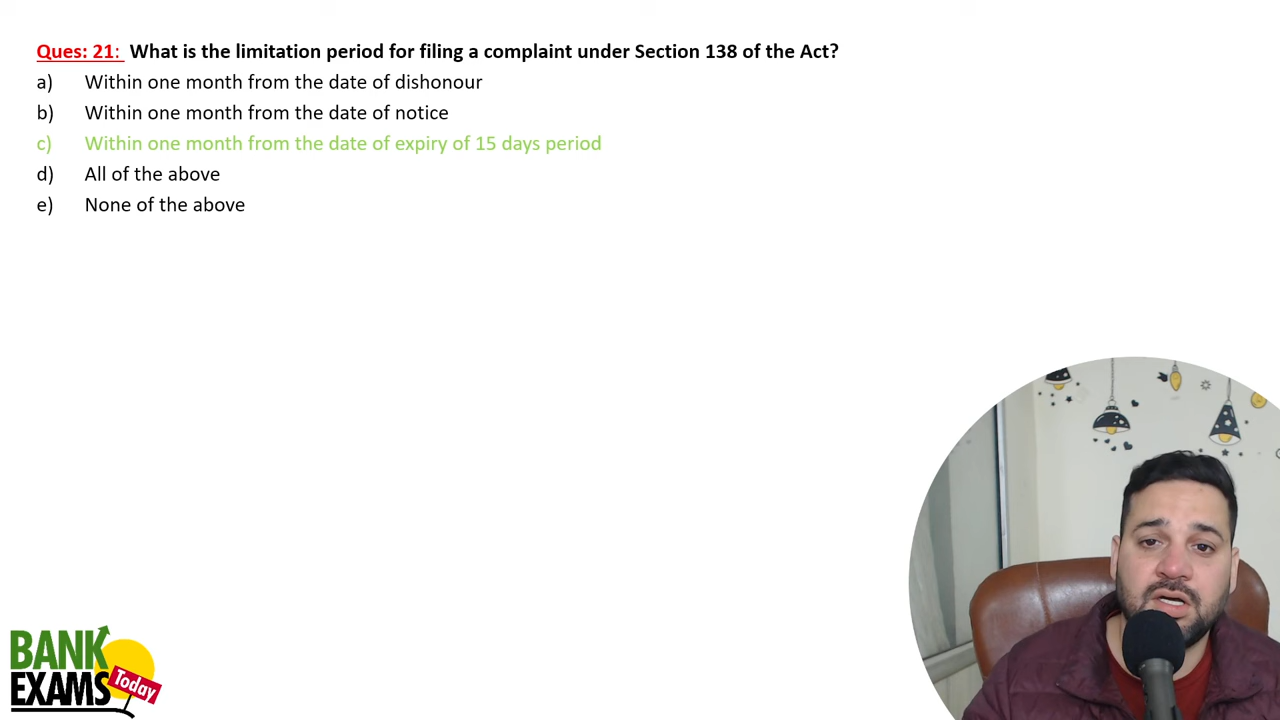 Ques: 21: What is the limitation period for filing a complaint under Section 138 of the Act?
a) Within one month from the date of dishonour
b) Within one month from the date of notice
c) Within one month from the date of expiry of 15 days period
d) All of the above
e) None of the above
BANK
EXAMS
Today